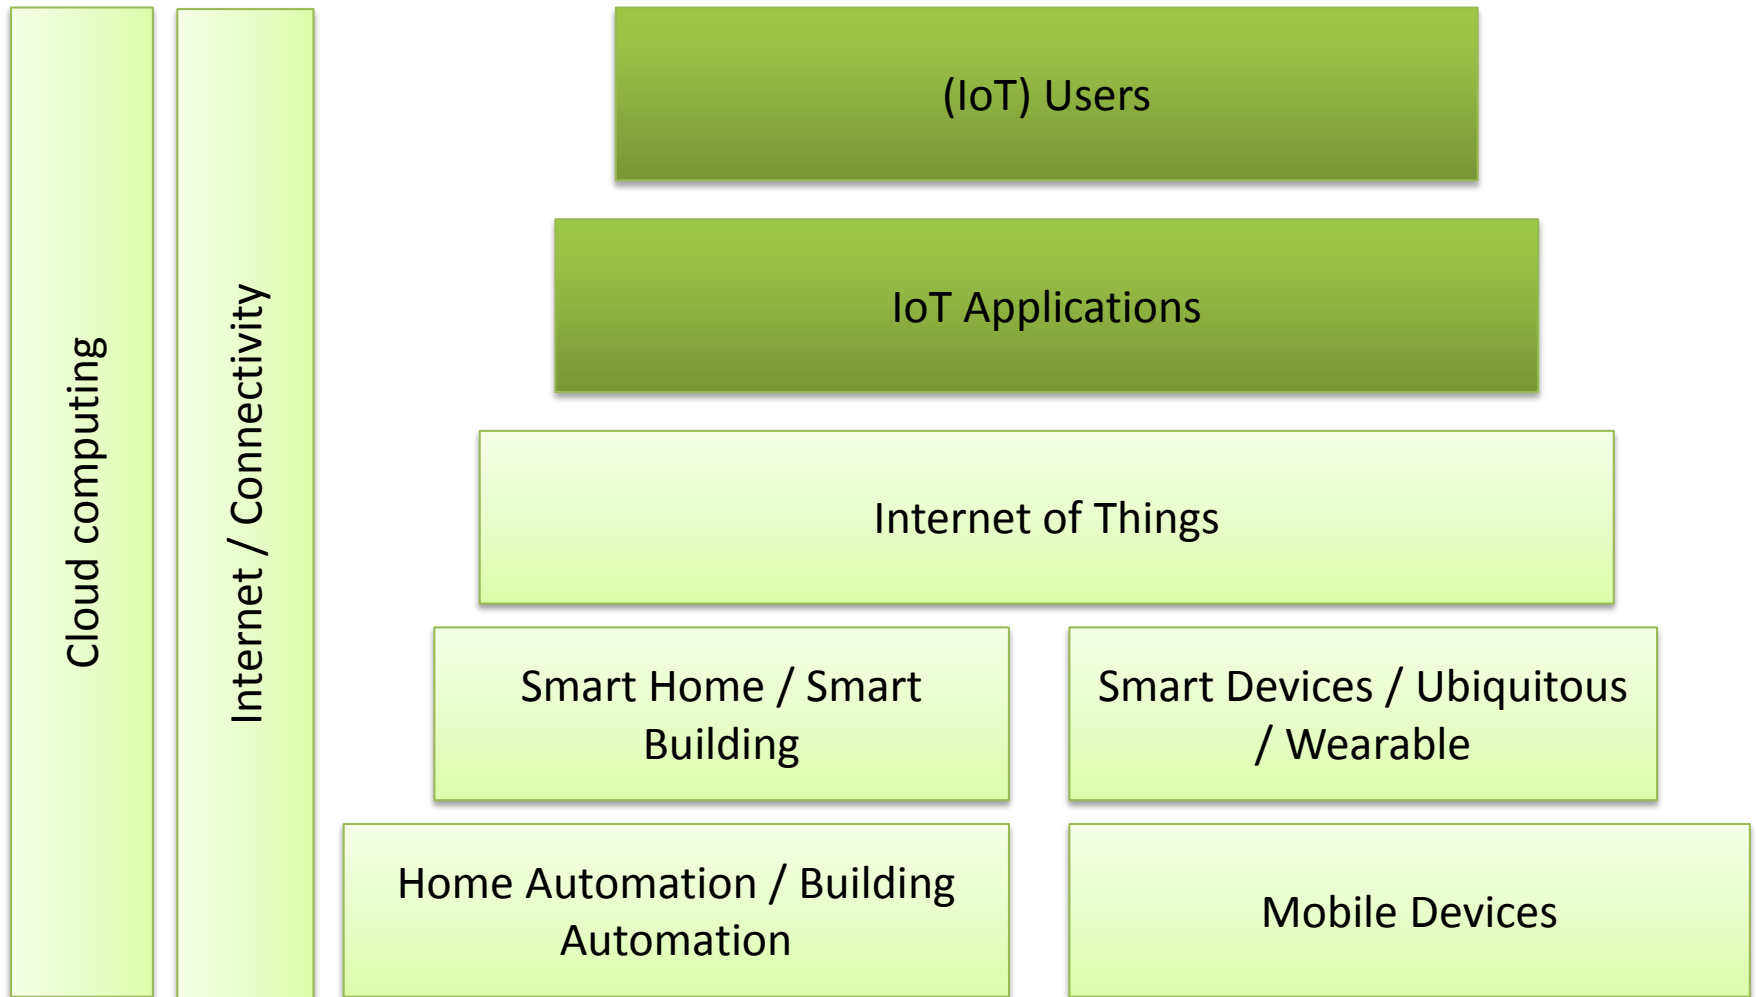 Cloud computing
Internet / Connectivity
(IoT) Users
IoT Applications
Internet of Things
Smart Home / Smart
Building
Smart Devices / Ubiquitous
/ Wearable
Home Automation / Building
Automation
Mobile Devices